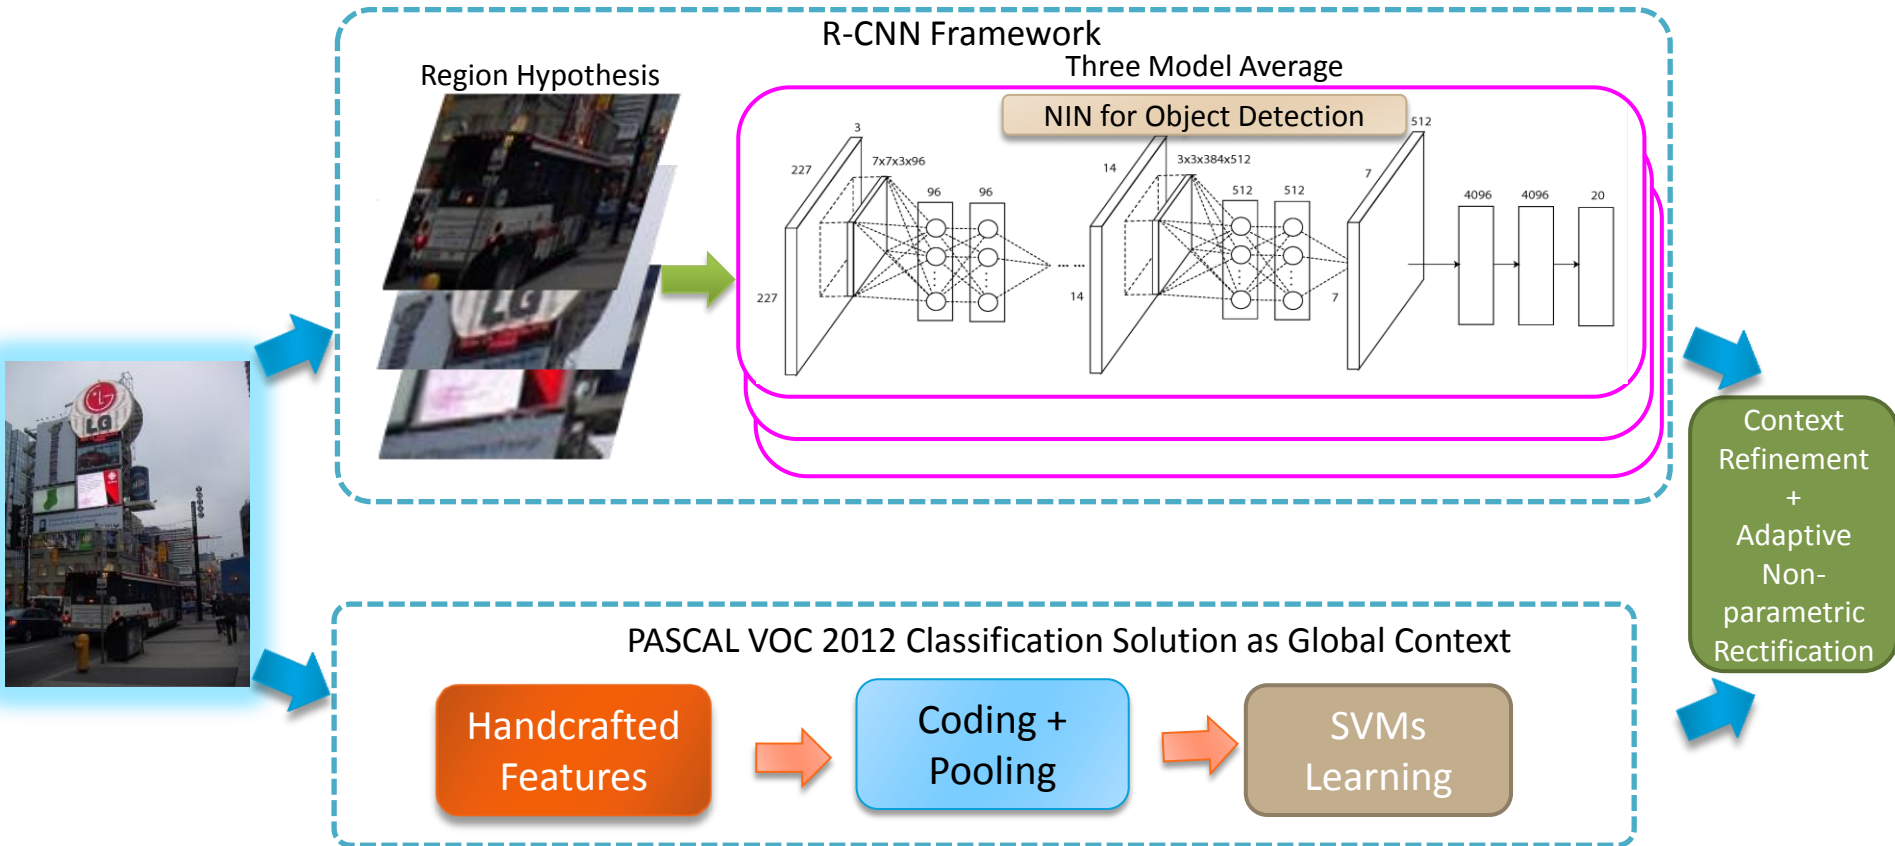 R-CNN Framework
Region Hypothesis
Three Model Average
NIN for Object Detection
3
512
227
7x7x3x96
14
3x3x384x512
7
96
96
512
512
4096
4096
20
... ...
227
14
7
LG
LG
Context
Refinement
+
Adaptive
Non-
parametric
Rectification
PASCAL VOC 2012 Classification Solution as Global Context
Handcrafted
Features
Coding +
Pooling
SVMs
Learning